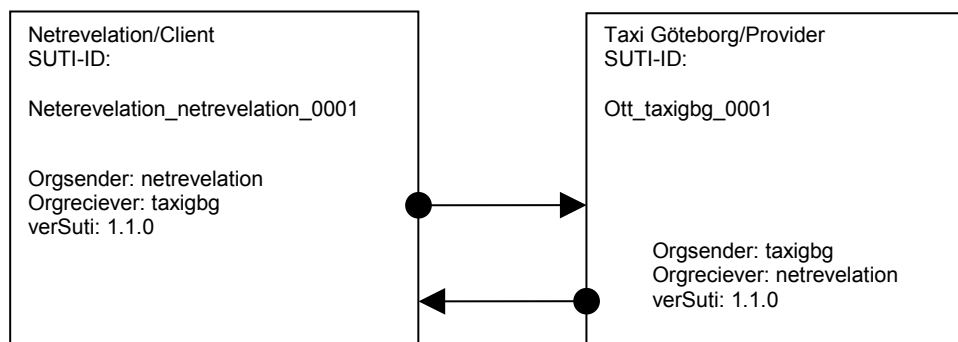 Netrevelation/Client
SUTI-ID:
Neterevelation_netrevelation_0001
Orgsender: netrevelation
Orgreciever: taxigbg
verSuti: 1.1.0
Taxi Göteborg/Provider
SUTI-ID:
Ott_taxigbg_0001
Orgsender: taxigbg
Orgreciever: netrevelation
verSuti: 1.1.0